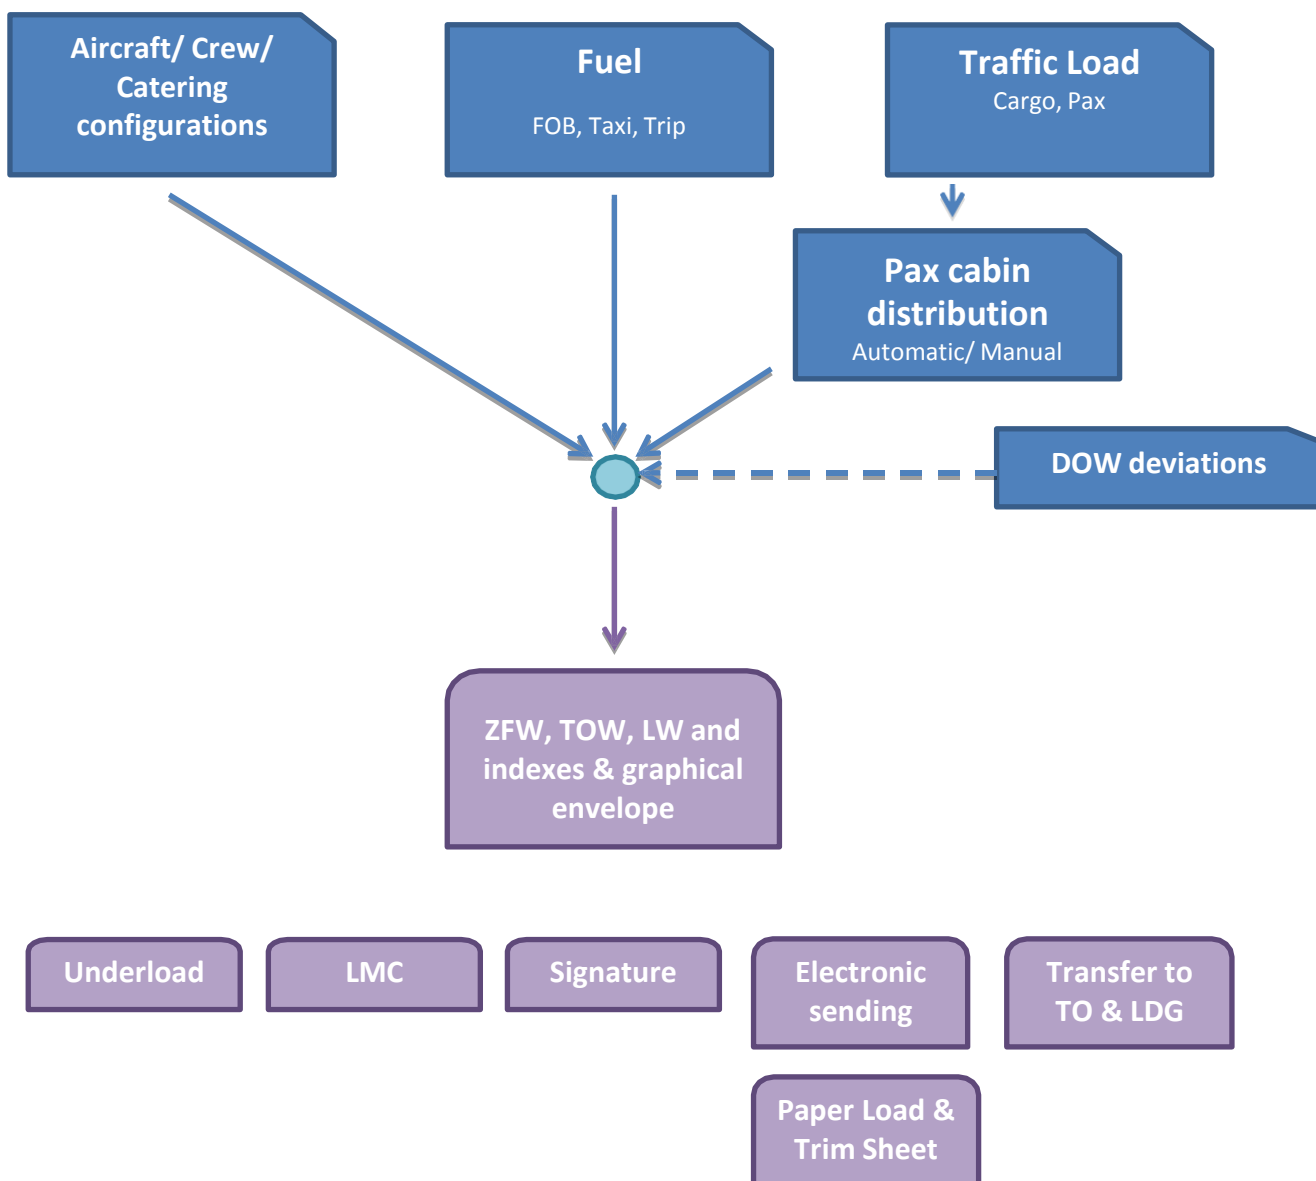 Aircraft/ Crew/
Catering
configurations
Fuel
FOB, Taxi, Trip
Traffic Load
Cargo, Pax
Pax cabin
distribution
Automatic/ Manual
DOW deviations
ZFW, TOW, LW and
indexes & graphical
envelope
Underload
LMC
Signature
Electronic
sending
Transfer to
TO & LDG
Paper Load &
Trim Sheet